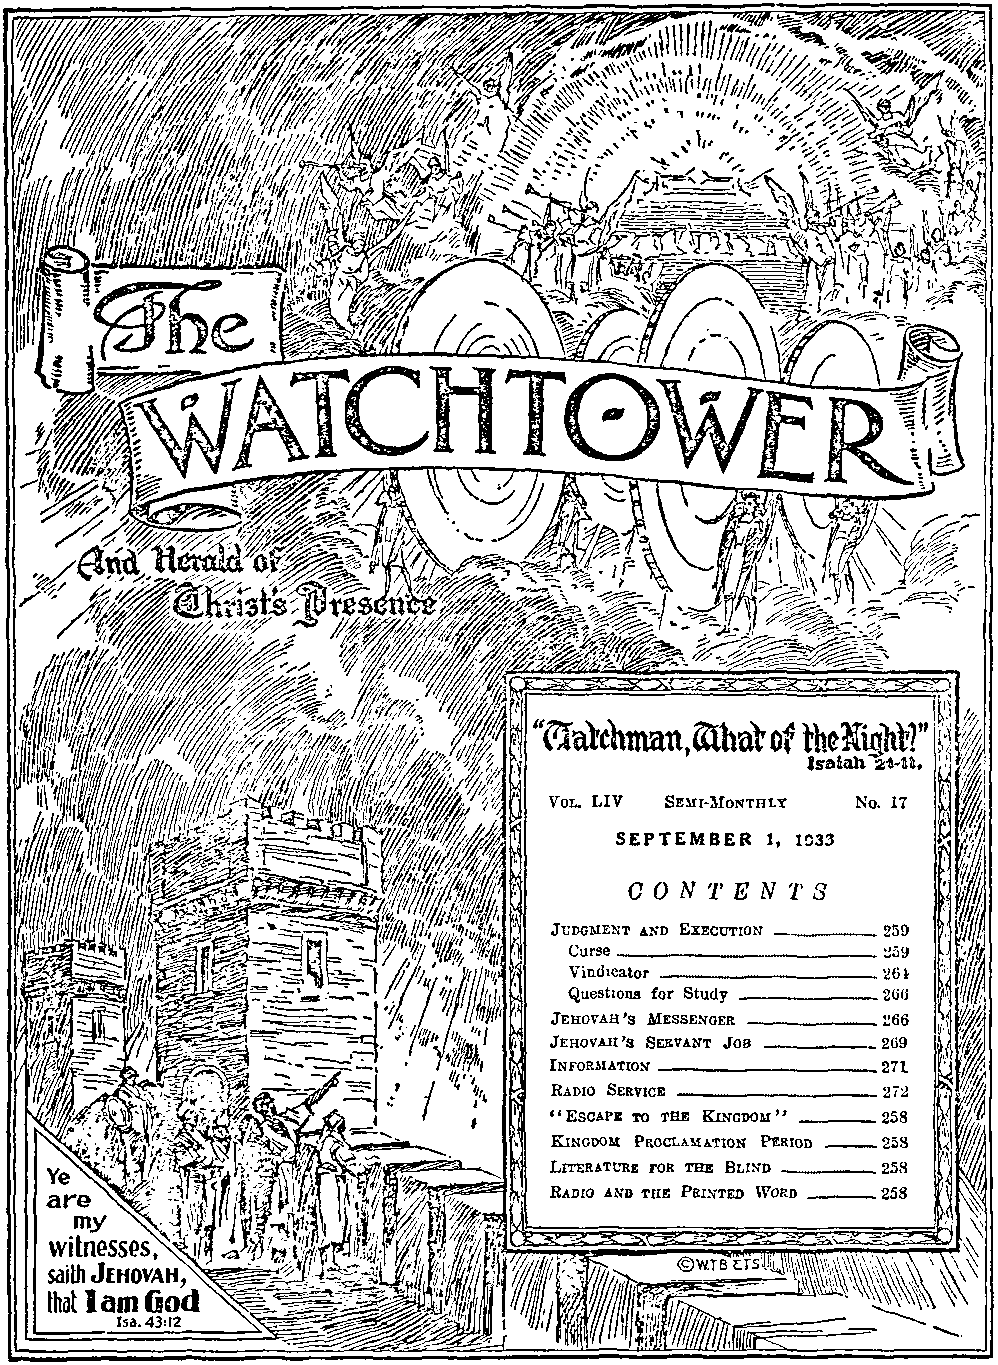 The
WATCHTOWER
And Herald of
Christ's Presence
"Watchman, What of the Night?"
Isaiah 21-11.
VOL. LIV SEMI-MONTHLY No. 17
SEPTEMBER 1, 1933
CONTENTS
JUDGMENT AND EXECUTION 259
Curse 259
Vindicator 264
Questions for Study 266
JEHOVAH'S MESSENGER 266
JEHOVAH'S SERVANT JOB 269
INFORMATION 271
RADIO SERVICE 272
"ESCAPE TO THE KINGDOM" 258
KINGDOM PROCLAMATION PERIOD 258
LITERATURE FOR THE BLIND 258
RADIO AND THE PRINTED WORD 258
©W.T.B.&T.S.
Ye
are
my
witnesses,
saith JEHOVAH,
that I am God
Isa. 43:12